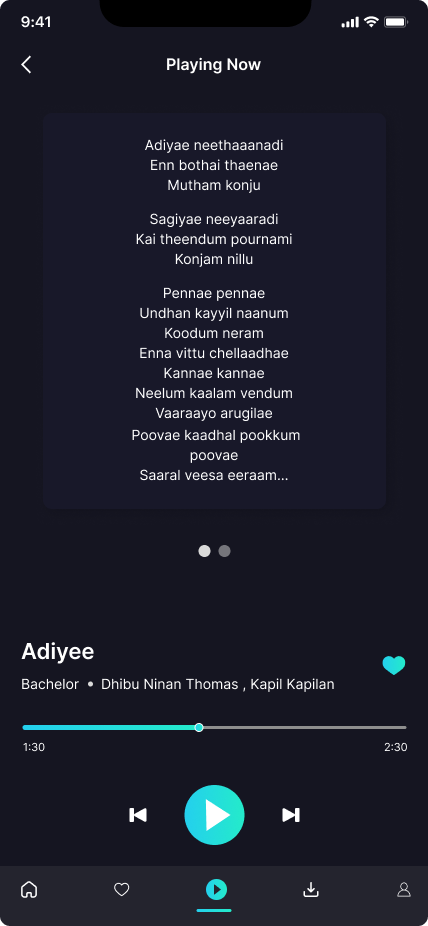 9:41
Playing Now
Adiyae neethaaanadi
Enn bothai thaenae
Mutham konju
Sagiyae neeyaaradi
Kai theendum pournami
Konjam nillu
Pennae pennae
Undhan kayyil naanum
Koodum neram
Enna vittu chellaadhae
Kannae kannae
Neelum kaalam vendum
Vaaraayo arugilae
Poovae kaadhal pookkum
poovae
Saaral veesa eeraam...
Adiyee
Bachelor • Dhibu Ninan Thomas , Kapil Kapilan
1:30 2:30